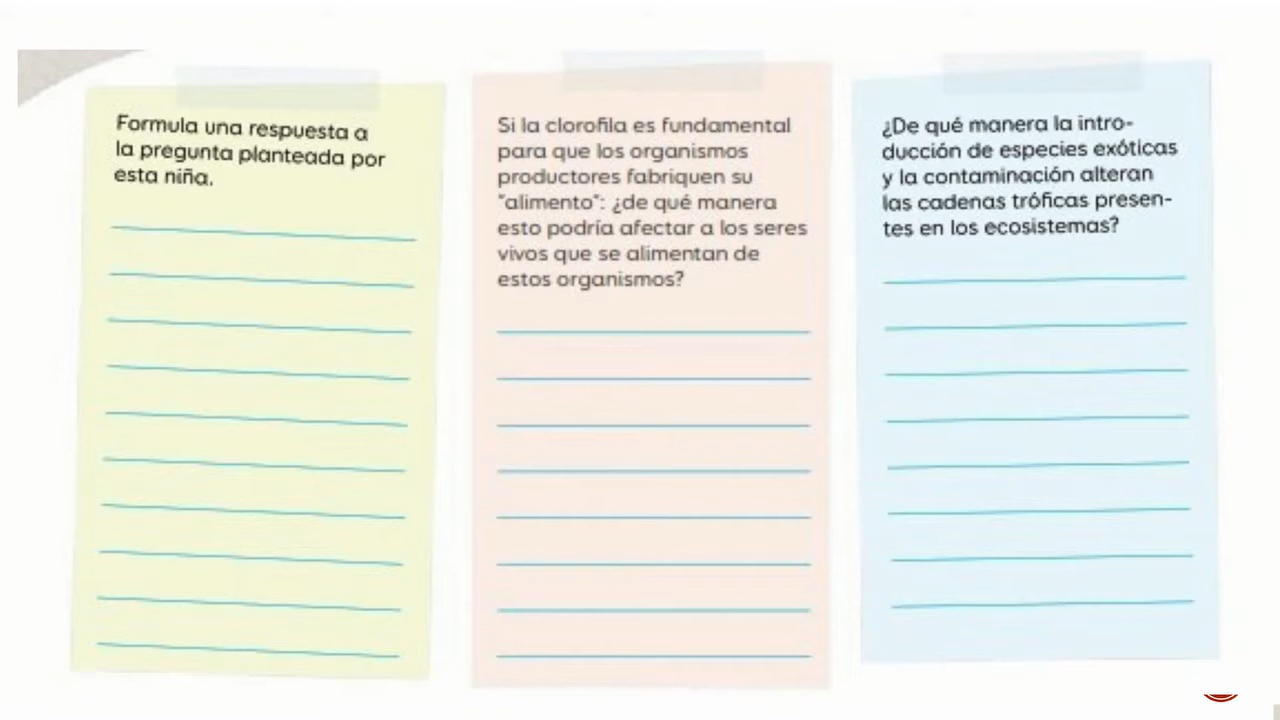 Formula una respuesta a
la pregunta planteada por
esta niña.
Si la clorofila es fundamental
para que los organismos
productores fabriquen su
"alimento": ¿de qué manera
esto podría afectar a los seres
vivos que se alimentan de
estos organismos?
¿De qué manera la intro-
ducción de especies exóticas
y la contaminación alteran
las cadenas tróficas presen-
tes en los ecosistemas?